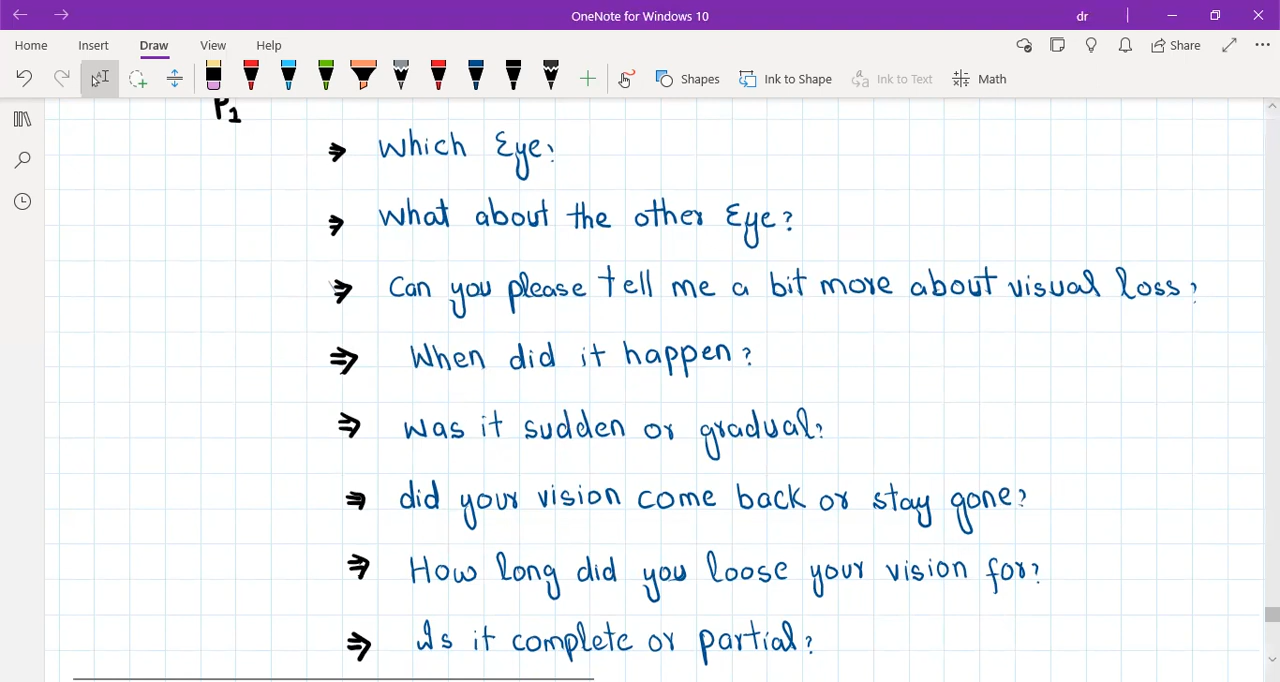 OneNote for Windows 10
dr
Home Insert Draw View Help
Share
Shapes Ink to Shape Ink to Text Math
P1
⇒ Which Eye?
⇒ What about the other Eye?
⇒ Can you please tell me a bit more about visual loss?
⇒ When did it happen?
⇒ Was it sudden or gradual?
⇒ did your vision come back or stay gone?
⇒ How long did you loose your vision for?
⇒ Is it complete or partial?